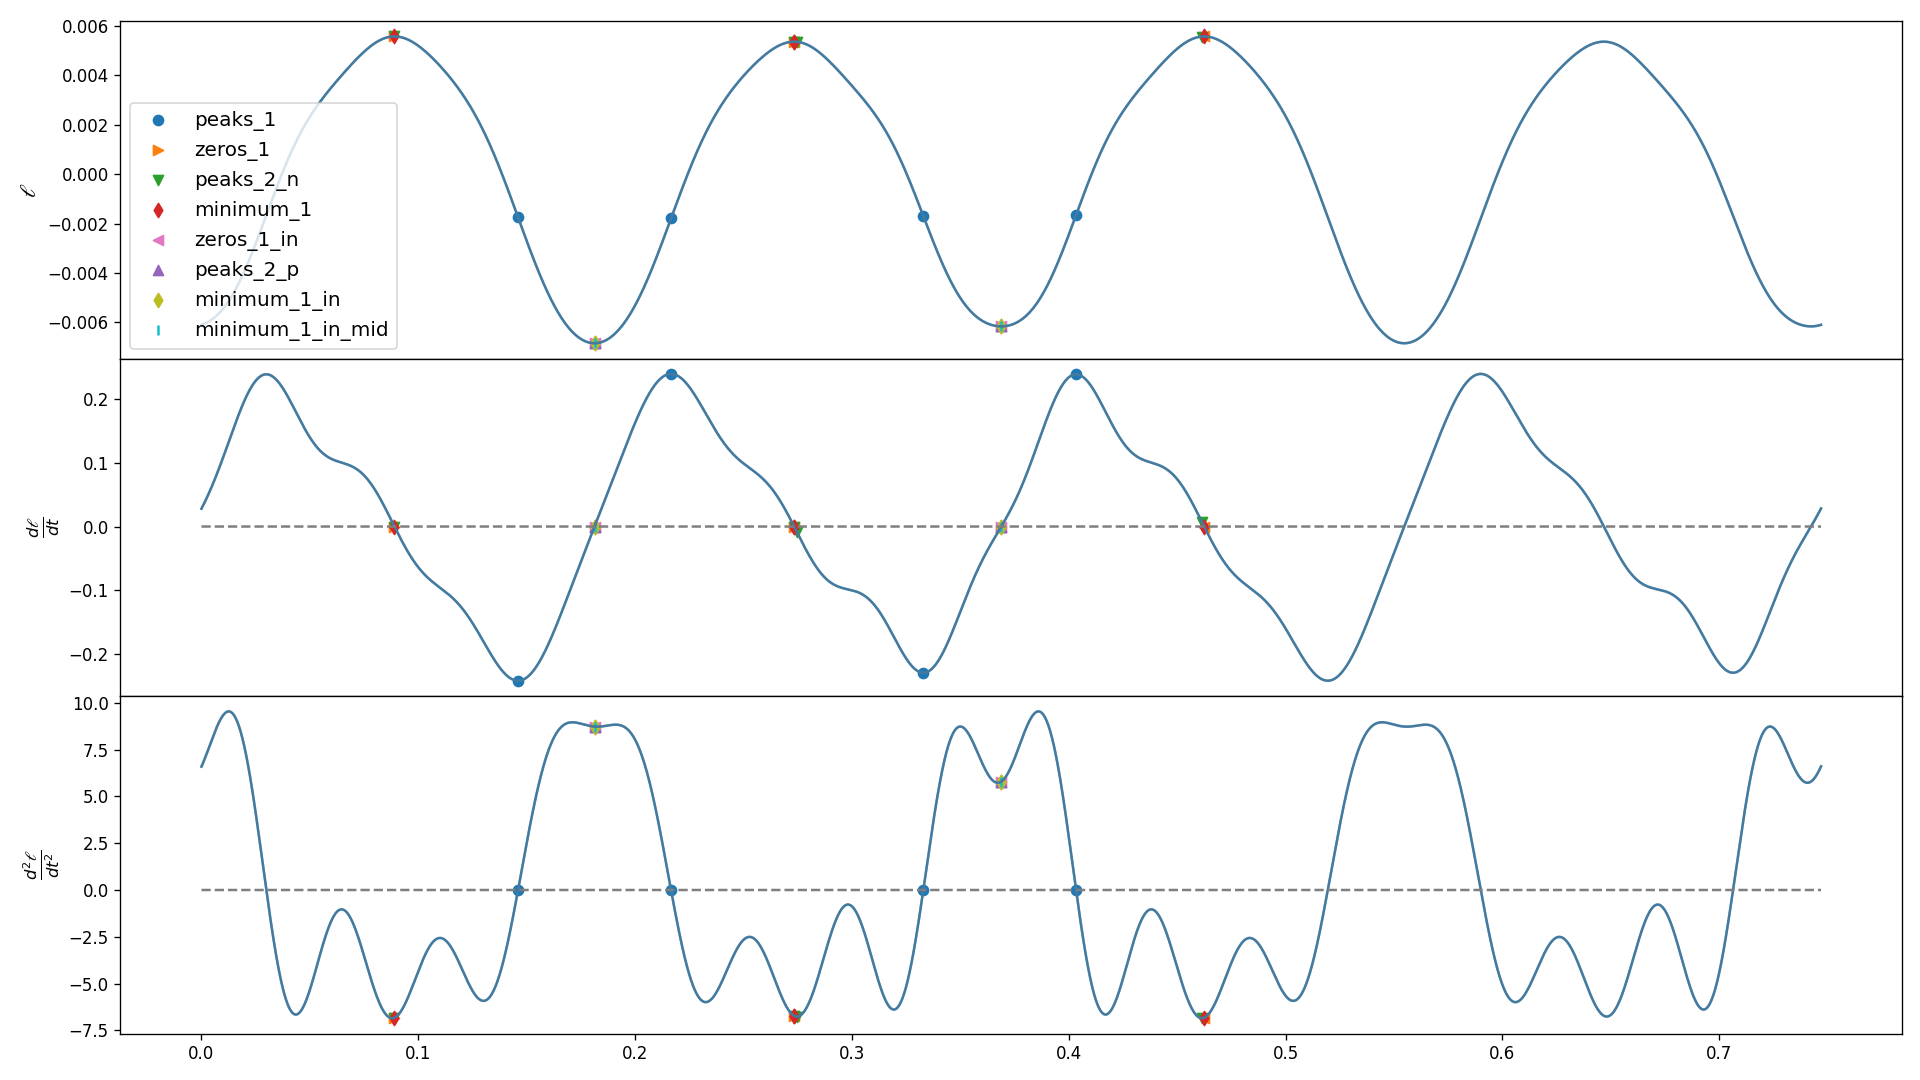 0.006
0.004
0.002
0.000
−0.002
−0.004
−0.006
ℓ
peaks_1
zeros_1
peaks_2_n
minimum_1
zeros_1_in
peaks_2_p
minimum_1_in
minimum_1_in_mid
0.2
0.1
0.0
−0.1
−0.2
dℓ
dt
10.0
7.5
5.0
2.5
0.0
−2.5
−5.0
−7.5
d²ℓ
dt²
0.0 0.1 0.2 0.3 0.4 0.5 0.6 0.7